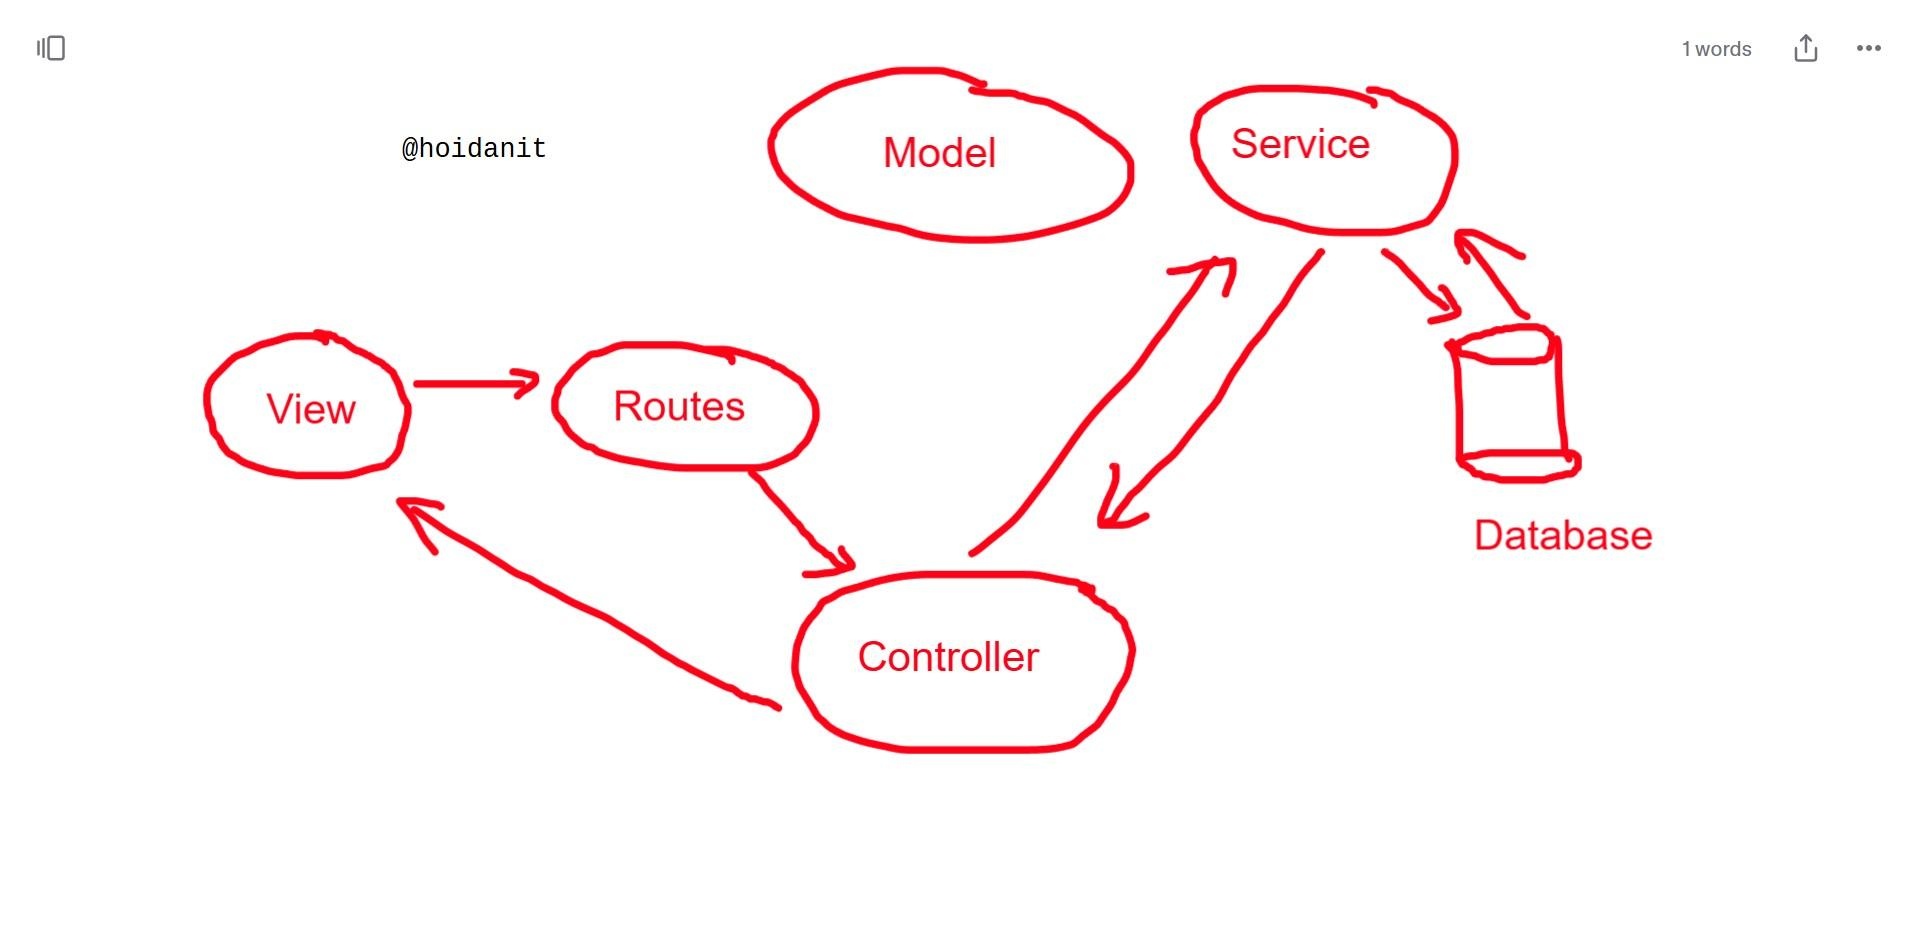 1 words
@hoidanit
Model
Service
View
Routes
Database
Controller